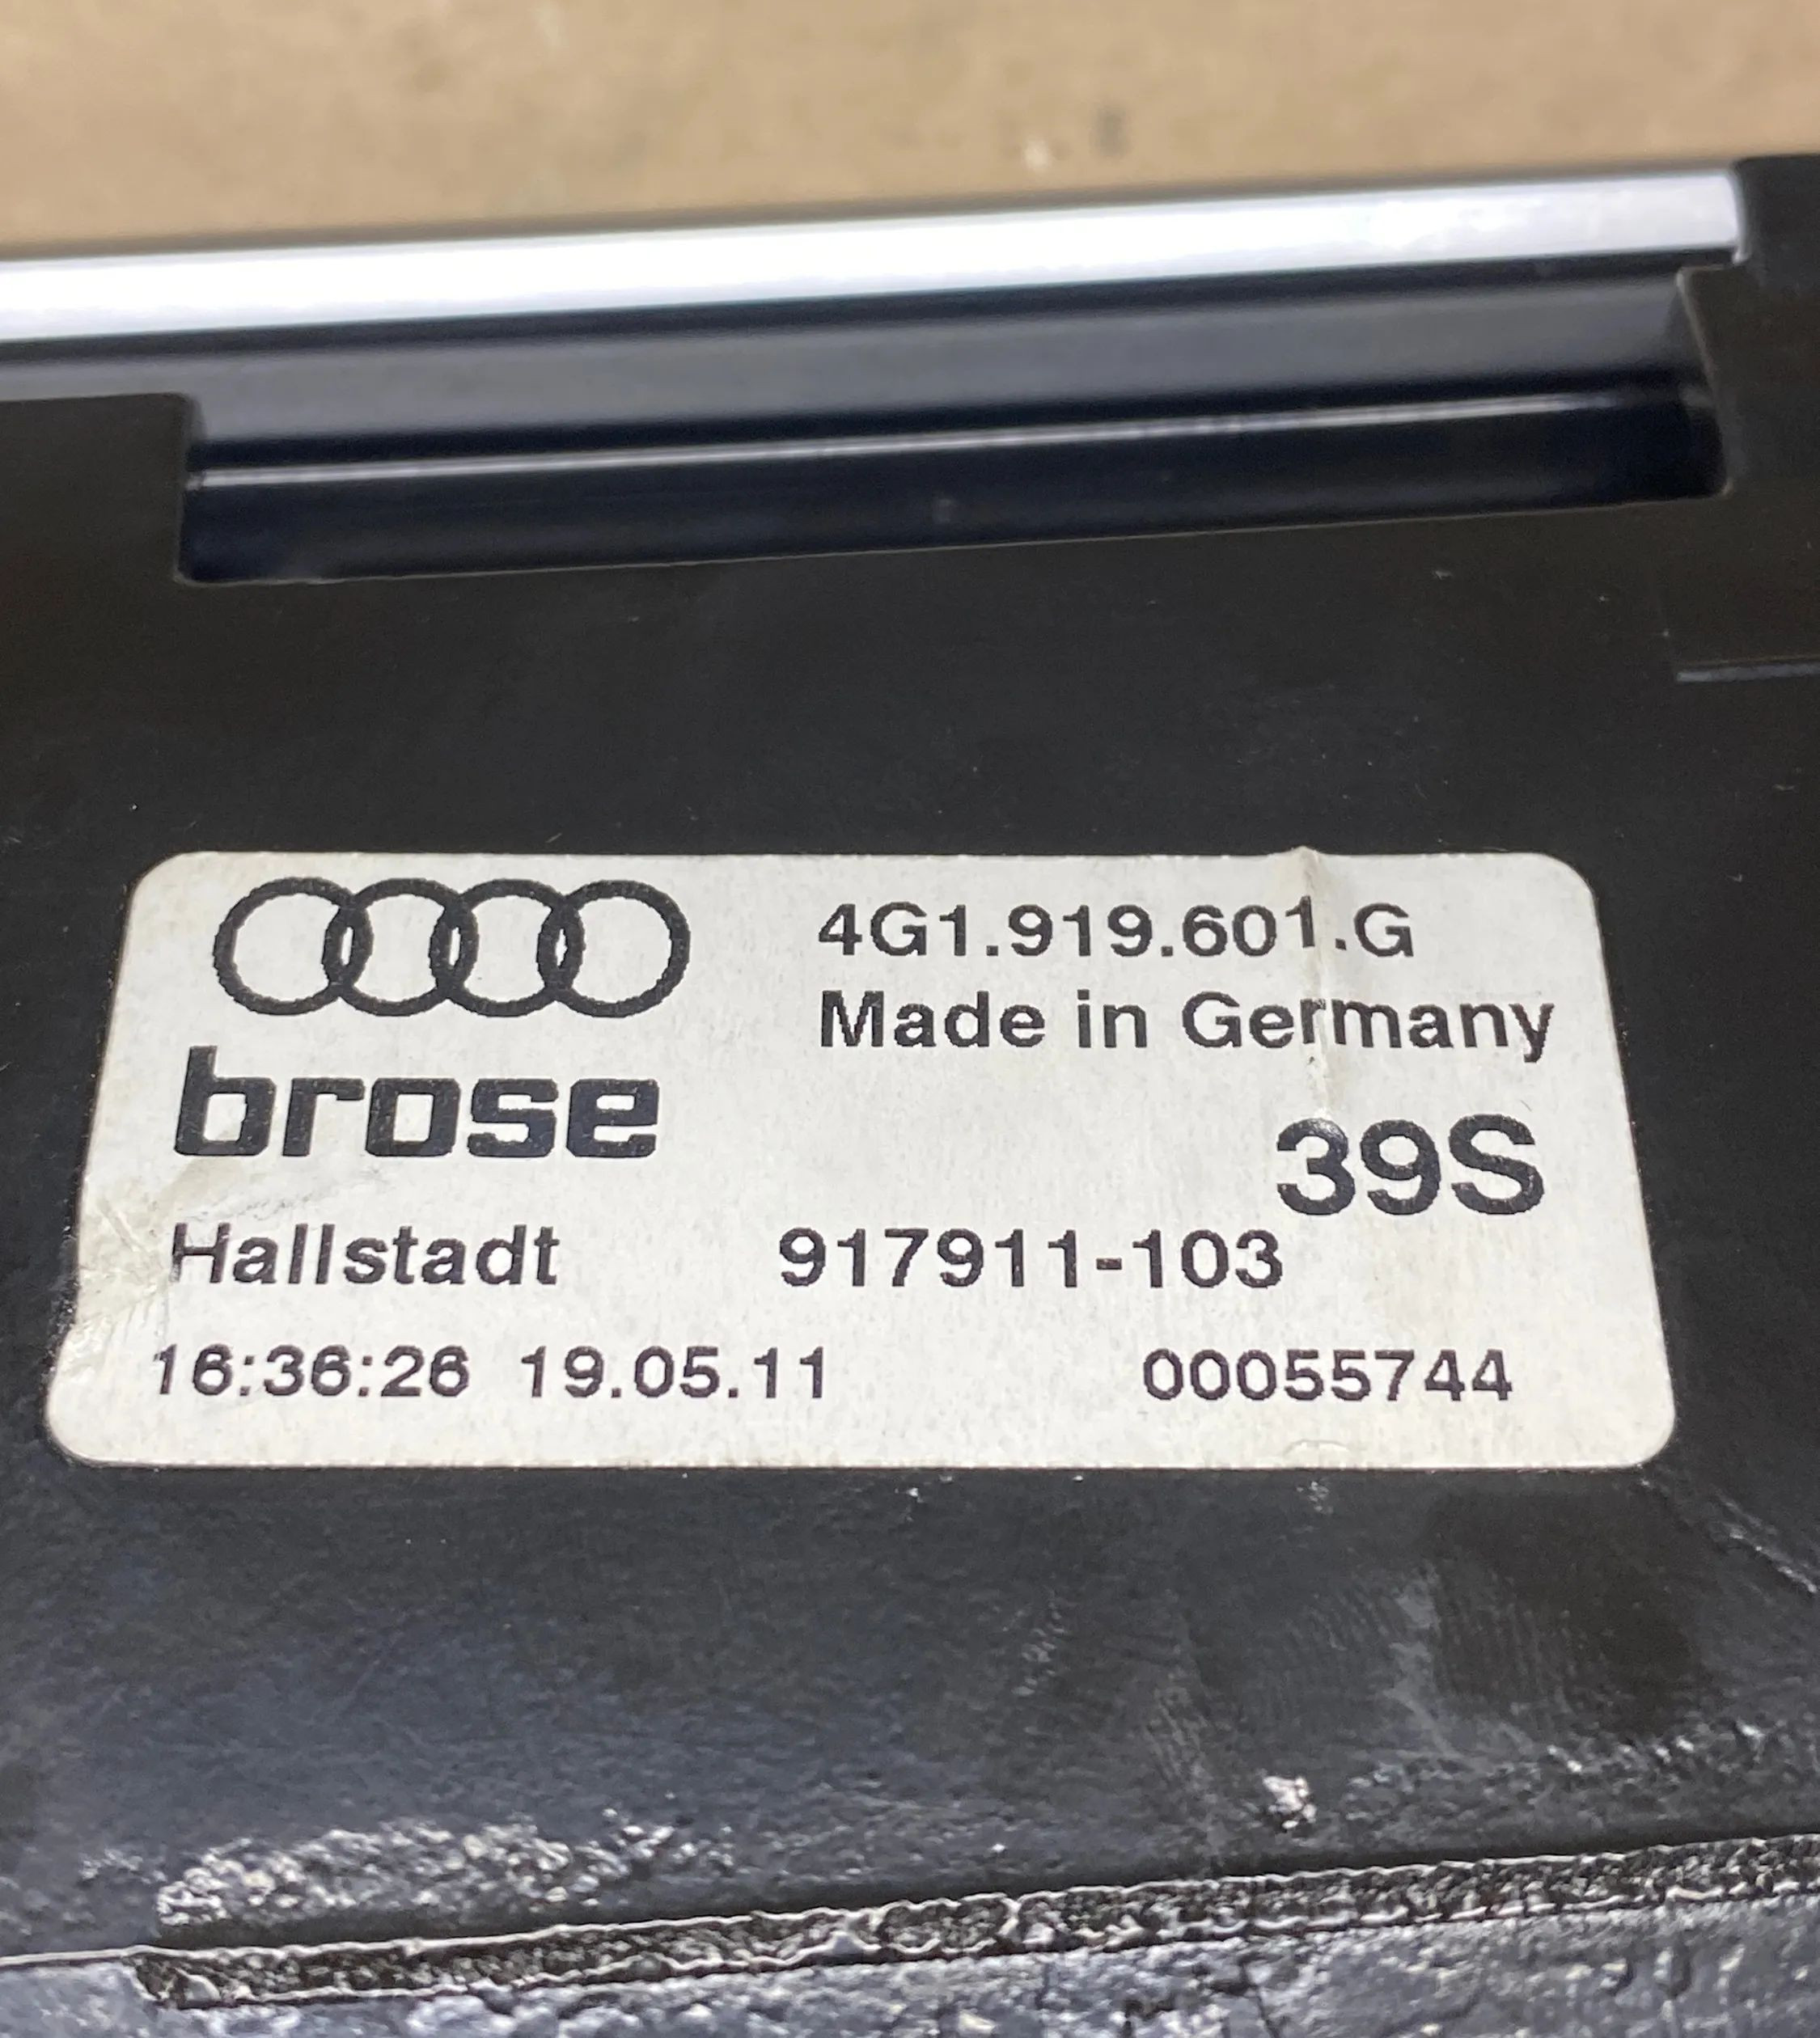 4G1.919.601.G
Made in Germany
brose
39S
Hallstadt 917911-103
16:36:26 19.05.11 00055744